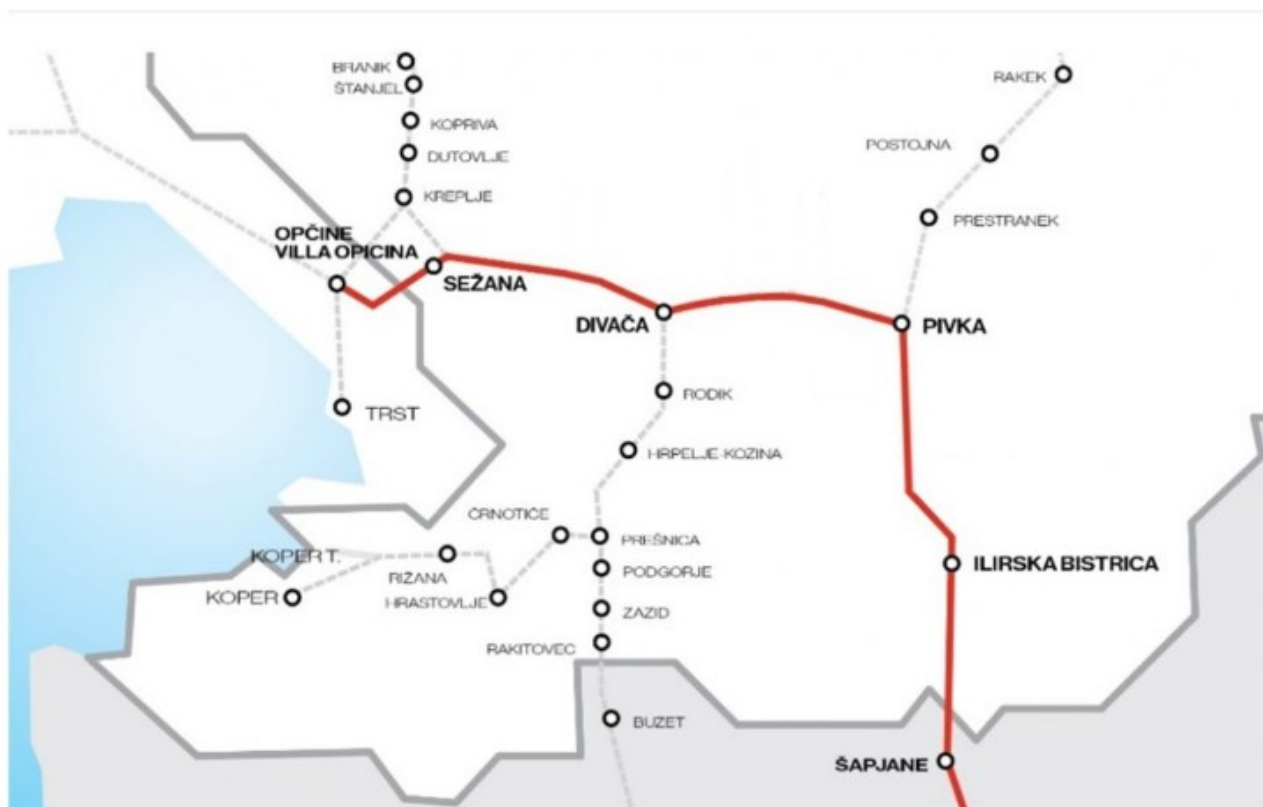 BRANIK
ŠTANJEL
RAKEK
KOPRIVA
POSTOJNA
DUTOVLJE
KREPLJE
PRESTRANEK
OPČINE
VILLA OPICINA
SEŽANA
DIVAČA
PIVKA
RODIK
TRST
HRPELJE-KOZINA
ČRNOTIČE
PREŠNICA
KOPER T.
RIŽANA
PODGORJE
ILIRSKA BISTRICA
KOPER
HRASTOVLJE
ZAZID
RAKITOVEC
BUZET
ŠAPJANE